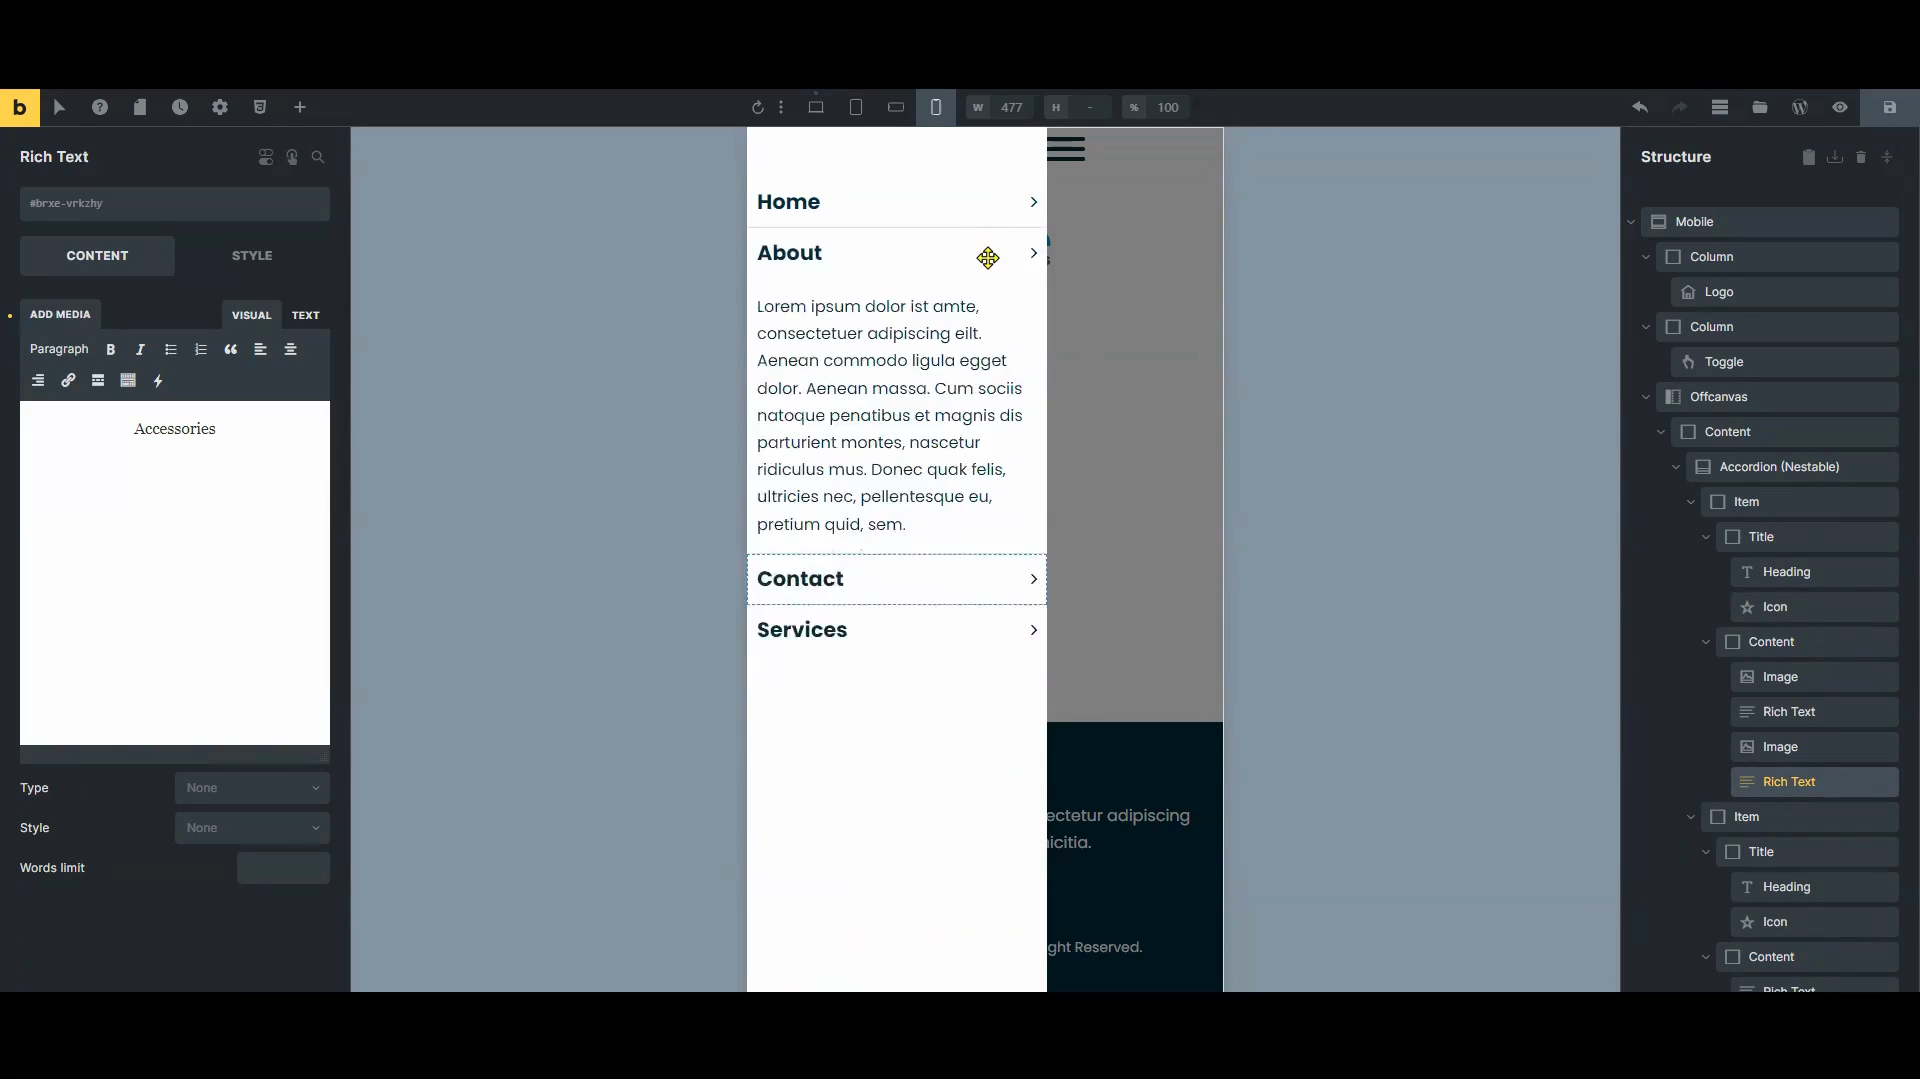 b
W 477 H - % 100
Rich Text
#brxe-vrkzhy
CONTENT STYLE
ADD MEDIA VISUAL TEXT
Paragraph B I
Accessories
Type None
Style None
Words limit
Home
About
Lorem ipsum dolor ist amte,
consectetuer adipiscing eilt.
Aenean commodo ligula egget
dolor. Aenean massa. Cum sociis
natoque penatibus et magnis dis
parturient montes, nascetur
ridiculus mus. Donec quak felis,
ultricies nec, pellentesque eu,
pretium quid, sem.
Contact
Services
ectetur adipiscing
icitia.
ght Reserved.
Structure
Mobile
Column
Logo
Column
Toggle
Offcanvas
Content
Accordion (Nestable)
Item
Title
Heading
Icon
Content
Image
Rich Text
Image
Rich Text
Item
Title
Heading
Icon
Content
Rich Text